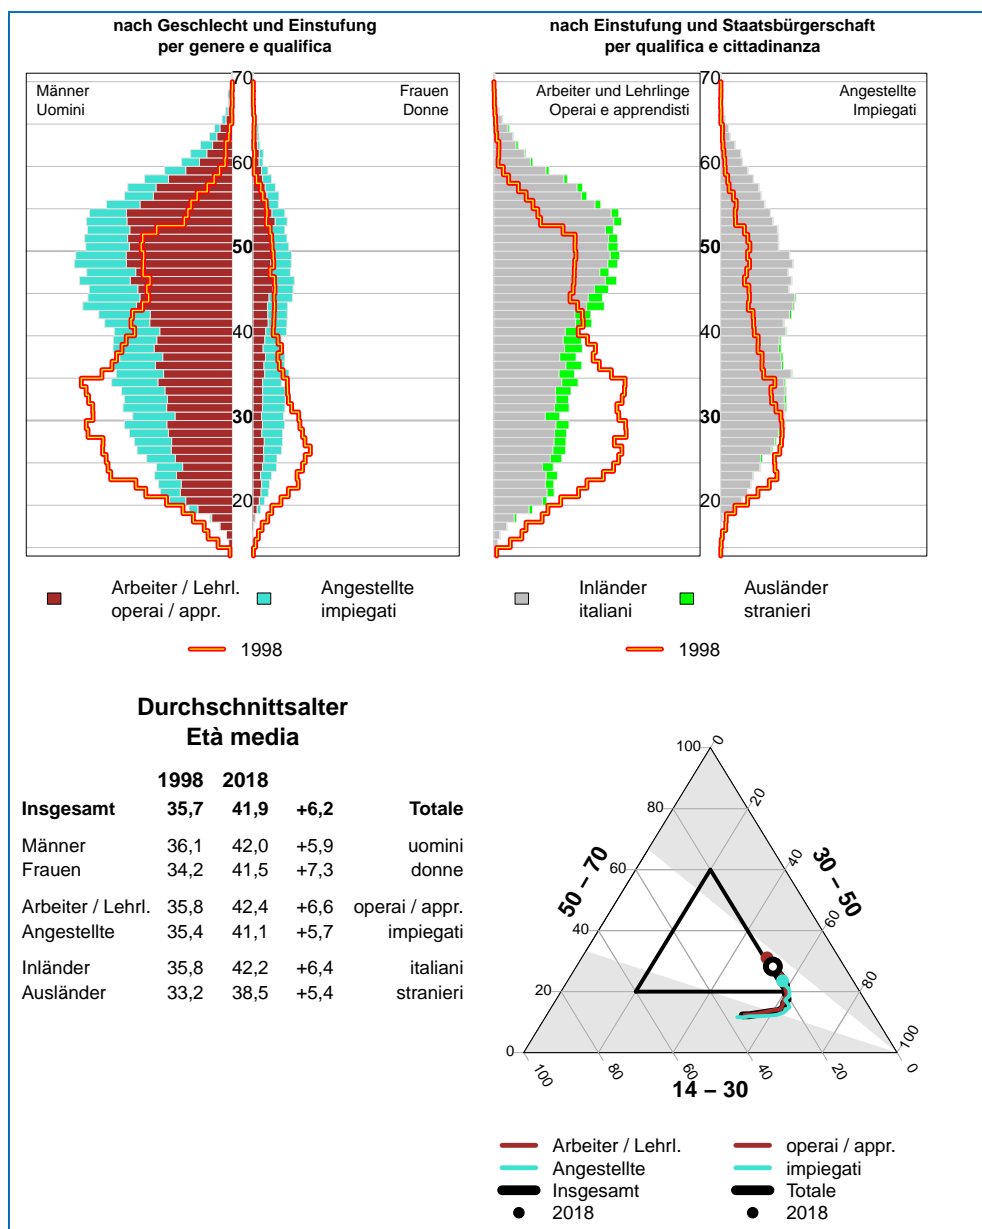 nach Geschlecht und Einstufung
per genere e qualifica
nach Einstufung und Staatsbürgerschaft
per qualifica e cittadinanza
Männer
Uomini
70
60
50
40
30
20
Frauen
Donne
Arbeiter und Lehrlinge
Operai e apprendisti
70
60
50
40
30
20
Angestellte
Impiegati
Arbeiter / Lehrl.
operai / appr.
Angestellte
impiegati
1998
Inländer
italiani
Ausländer
stranieri
1998
Durchschnittsalter
Età media
1998 2018
Insgesamt 35,7 41,9 +6,2 Totale
Männer 36,1 42,0 +5,9 uomini
Frauen 34,2 41,5 +7,3 donne
Arbeiter / Lehrl. 35,8 42,4 +6,6 operai / appr.
Angestellte 35,4 41,1 +5,7 impiegati
Inländer 35,8 42,2 +6,4 italiani
Ausländer 33,2 38,5 +5,4 stranieri
100
80
60
40
20
0
50 – 70
0
20
40
60
80
100
30 – 50
100
80
60
40
20
0
14 – 30
Arbeiter / Lehrl. operai / appr.
Angestellte impiegati
Insgesamt Totale
2018 2018